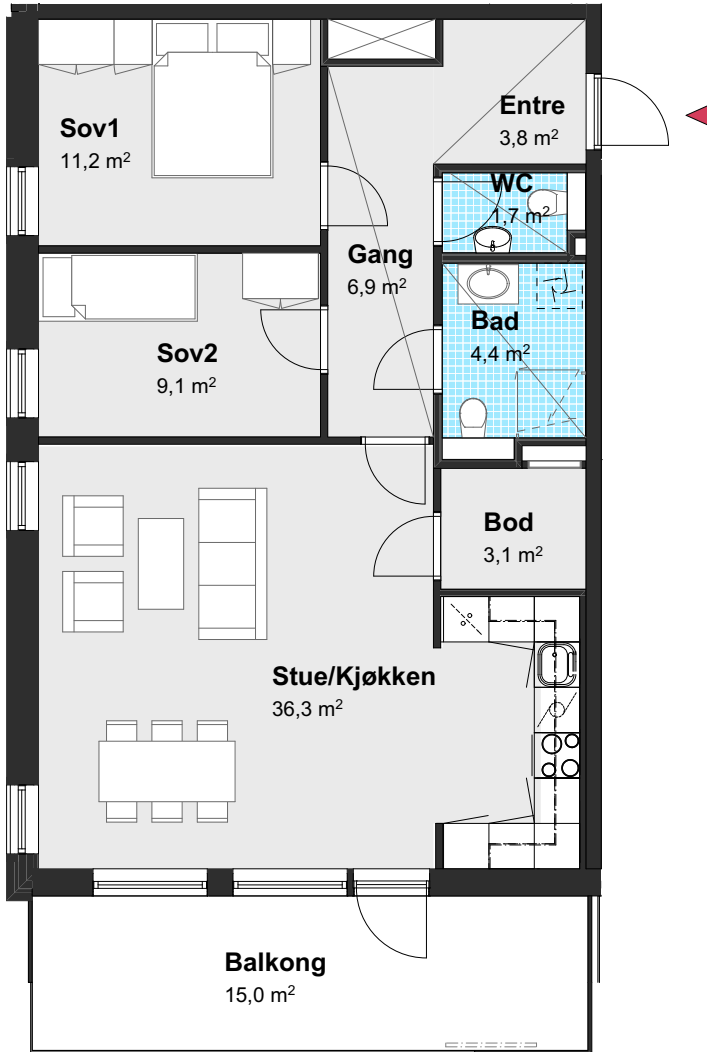 Entre
3,8 m²
Sov1
11,2 m²
WC
1,7 m²
Gang
6,9 m²
Bad
4,4 m²
Sov2
9,1 m²
Bod
3,1 m²
Stue/Kjøkken
36,3 m²
Balkong
15,0 m²